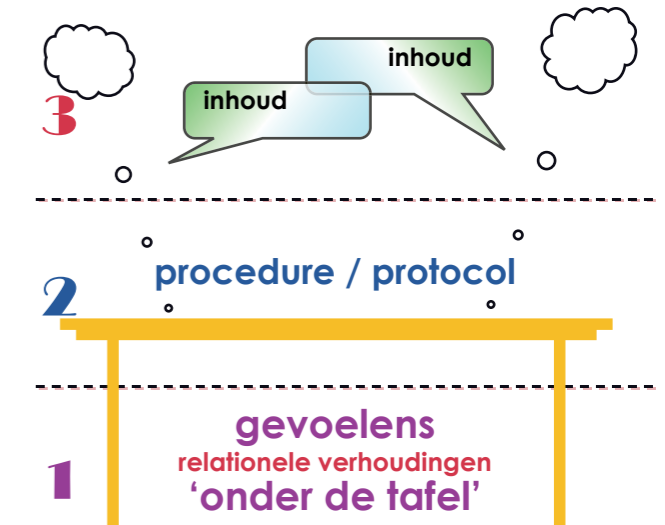 inhoud
inhoud
3
procedure / protocol
2
gevoelens
relationele verhoudingen
1
‘onder de tafel’